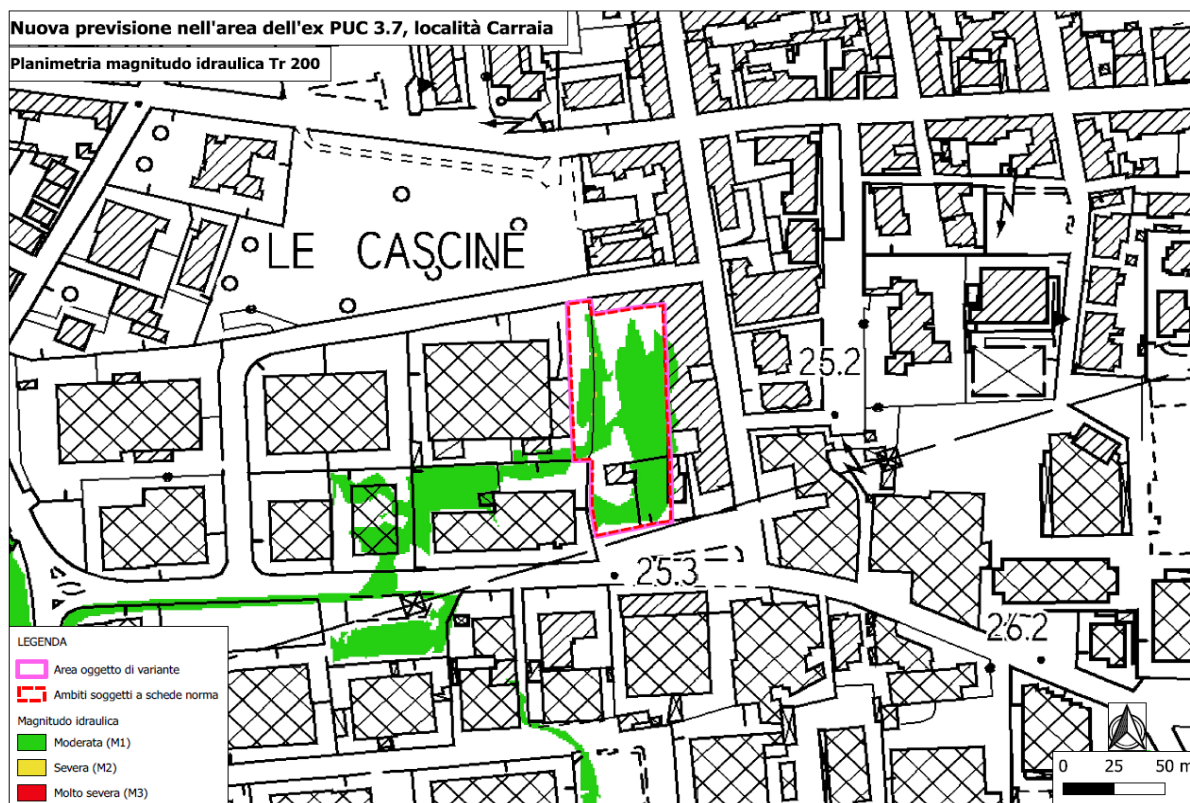 Nuova previsione nell'area dell'ex PUC 3.7, località Carraia
Planimetria magnitudo idraulica Tr 200
LE CASCINE
25.2
25.3
26.2
LEGENDA
Area oggetto di variante
Ambiti soggetti a schede norma
Magnitudo idraulica
Moderata (M1)
Severa (M2)
Molto severa (M3)
0 25 50 m